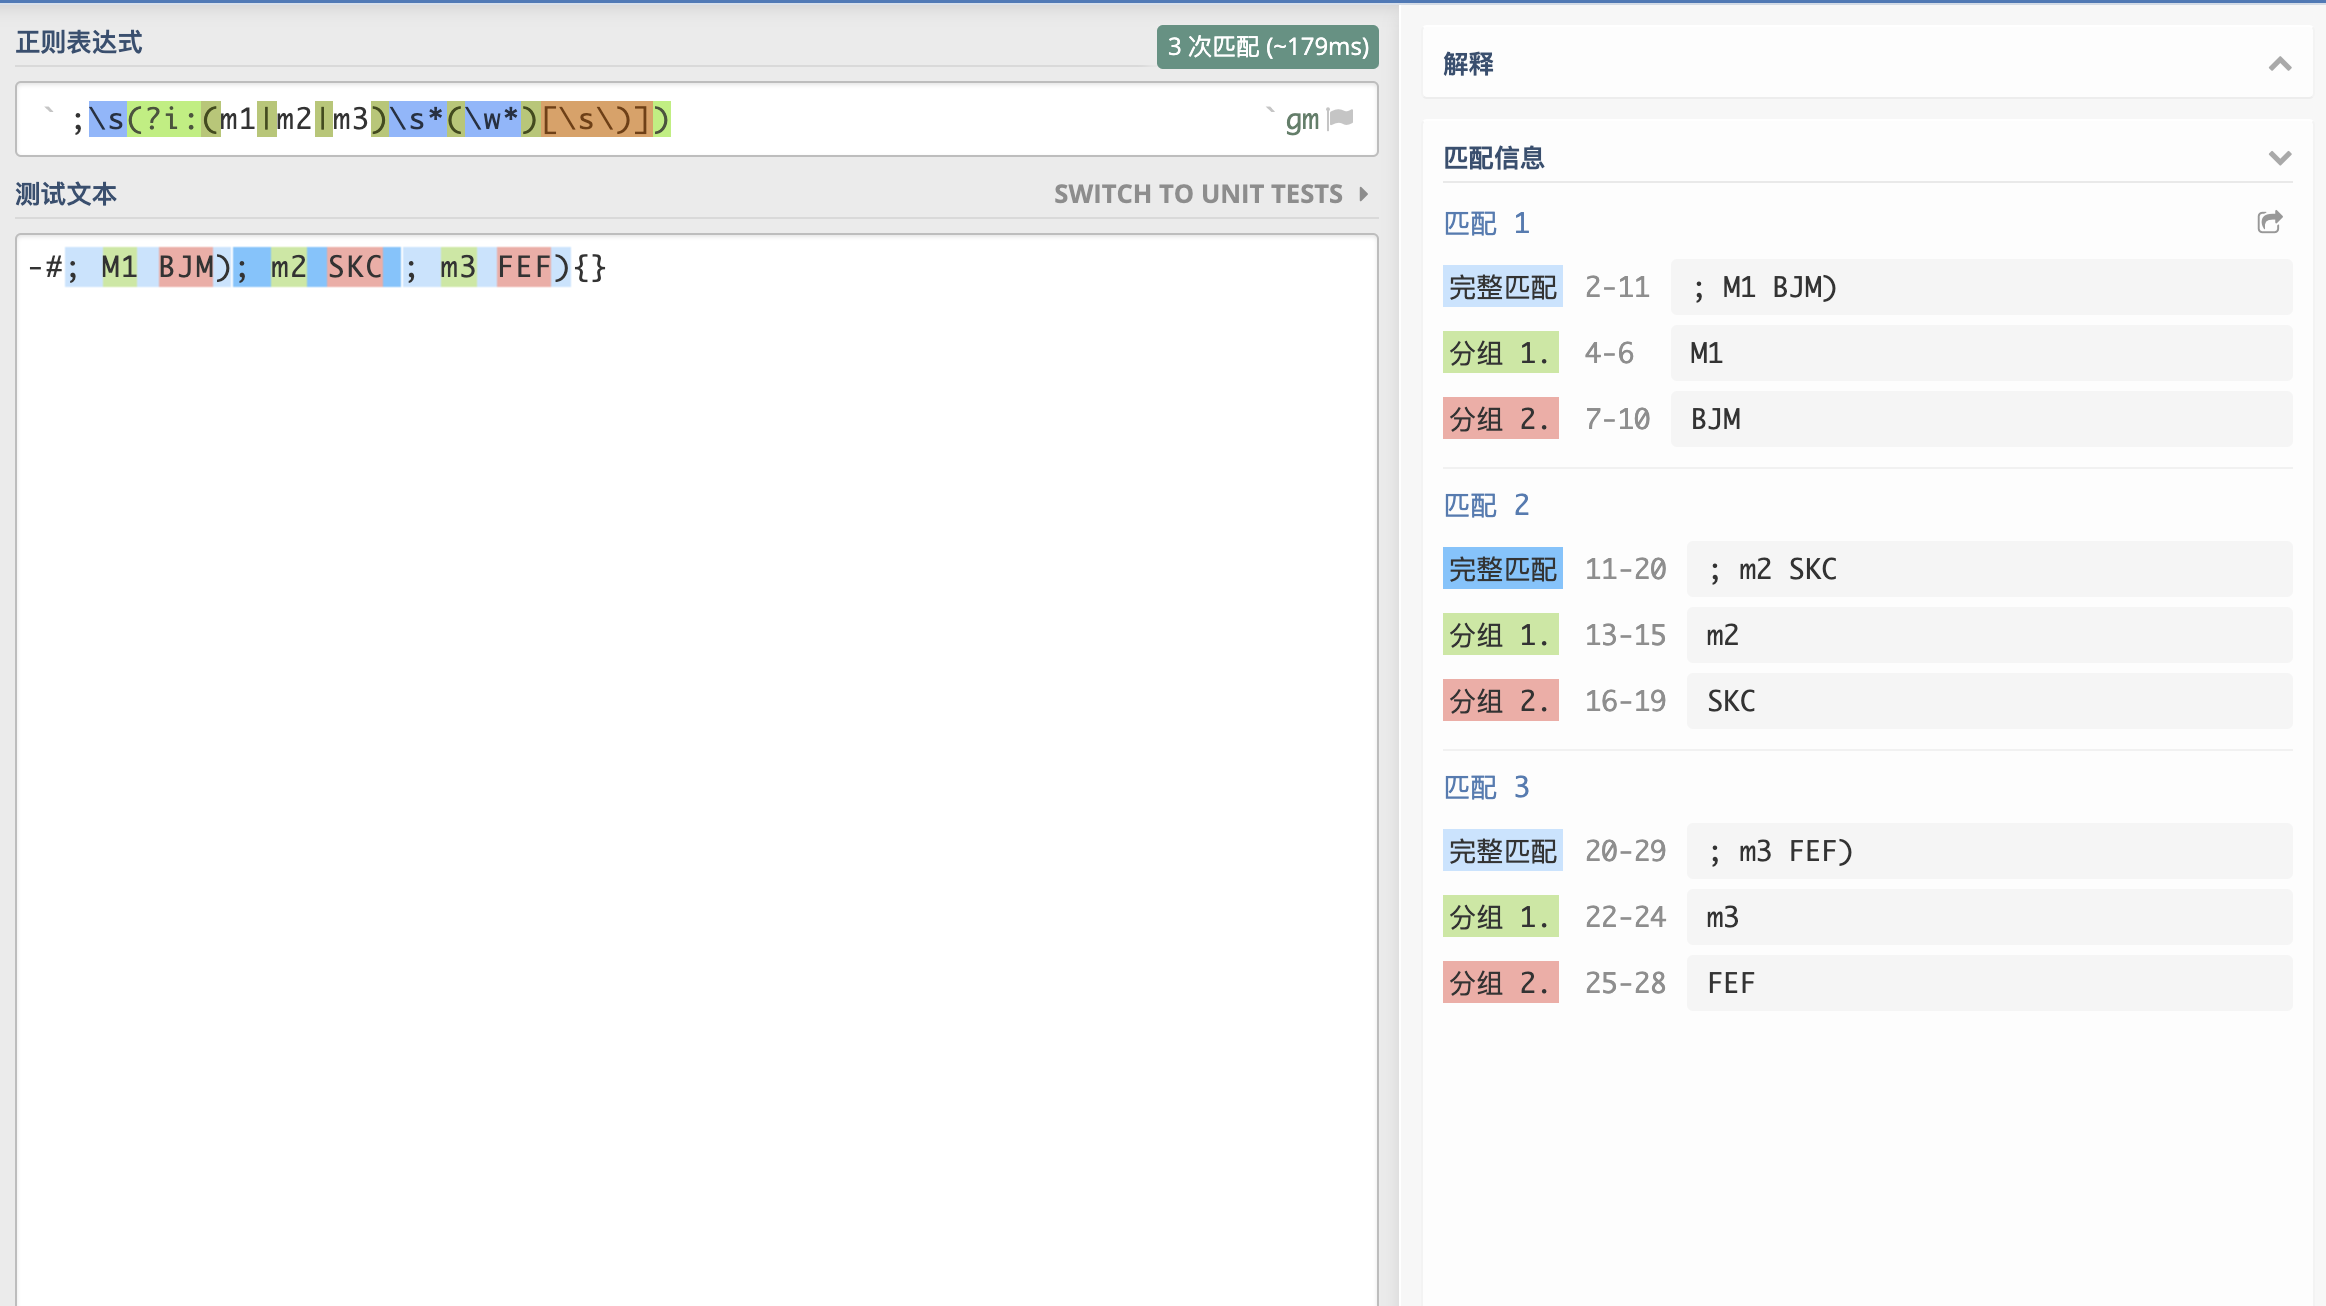 正则表达式
3 次匹配 (~179ms)
` ;\s(?i:(m1|m2|m3)\s*(\w*)[\s\)]) ` gm
测试文本
SWITCH TO UNIT TESTS
-#; M1 BJM); m2 SKC ; m3 FEF){}
解释
匹配信息
匹配 1
完整匹配 2-11 ; M1 BJM)
分组 1. 4-6 M1
分组 2. 7-10 BJM
匹配 2
完整匹配 11-20 ; m2 SKC
分组 1. 13-15 m2
分组 2. 16-19 SKC
匹配 3
完整匹配 20-29 ; m3 FEF)
分组 1. 22-24 m3
分组 2. 25-28 FEF